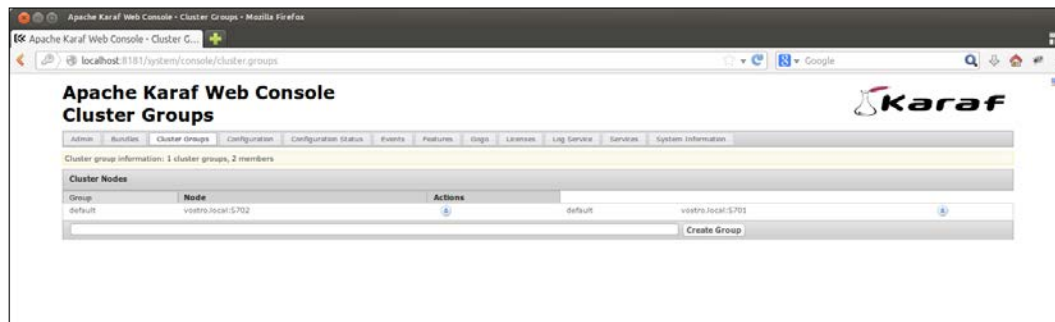 Apache Karaf Web Console - Cluster Groups - Mozilla Firefox
Apache Karaf Web Console - Cluster G...
localhost:8181/system/console/cluster.groups
Google
Apache Karaf Web Console
Cluster Groups
Karaf
Admin Bundles Cluster Groups Configuration Configuration Status Events Features Gogo Licenses Log Service Services System Information
Cluster group information: 1 cluster groups, 2 members
Cluster Nodes
Group Node Actions
default vostro.local:5702 default vostro.local:5701
Create Group